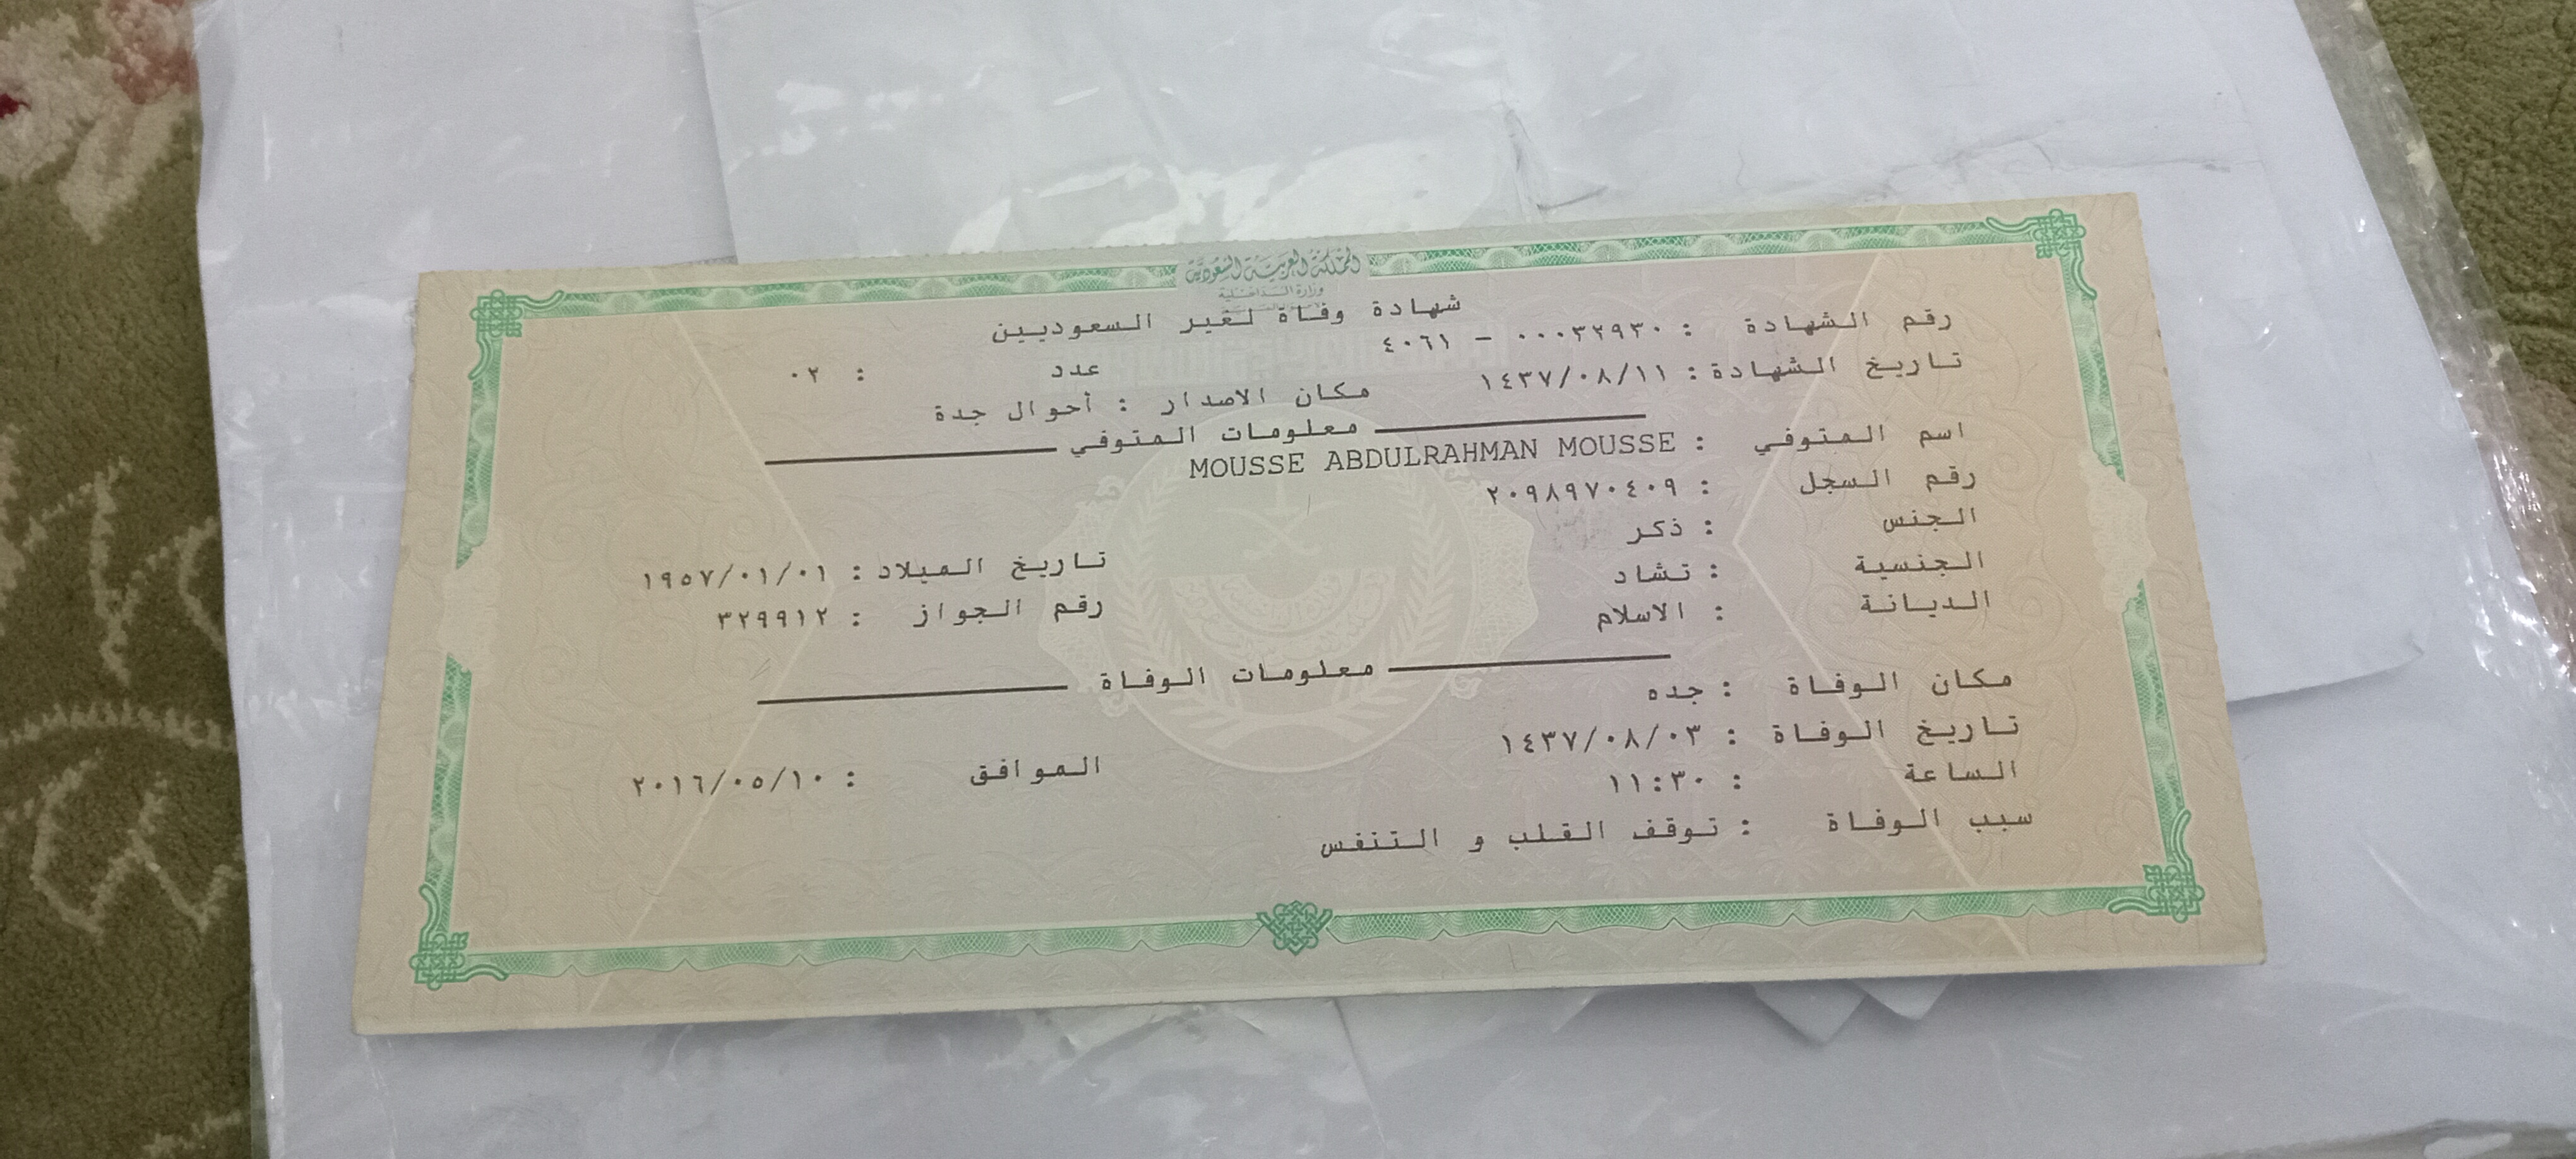 المملكة العربية السعودية
وزارة الداخلية
شهادة وفاة لغير السعوديين
رقم الشهادة : ٠٠٠٣٢٩٣٠ - ٤٠٦١
تاريخ الشهادة : ١٤٣٧/٠٨/١١ عدد : ٠٢
مكان الاصدار : أحوال جدة
معلومات المتوفي
اسم المتوفي : MOUSSE ABDULRAHMAN MOUSSE
رقم السجل : ٢٠٩٨٩٧٠٤٠٩
الجنس : ذكر
الجنسية : تشاد تاريخ الميلاد : ١٩٥٧/٠١/٠١
الديانة : الاسلام رقم الجواز : ٣٢٩٩١٢
معلومات الوفاة
مكان الوفاة : جده
تاريخ الوفاة : ١٤٣٧/٠٨/٠٣
الساعة : ١١:٣٠ الموافق : ٢٠١٦/٠٥/١٠
سبب الوفاة : توقف القلب و التنفس